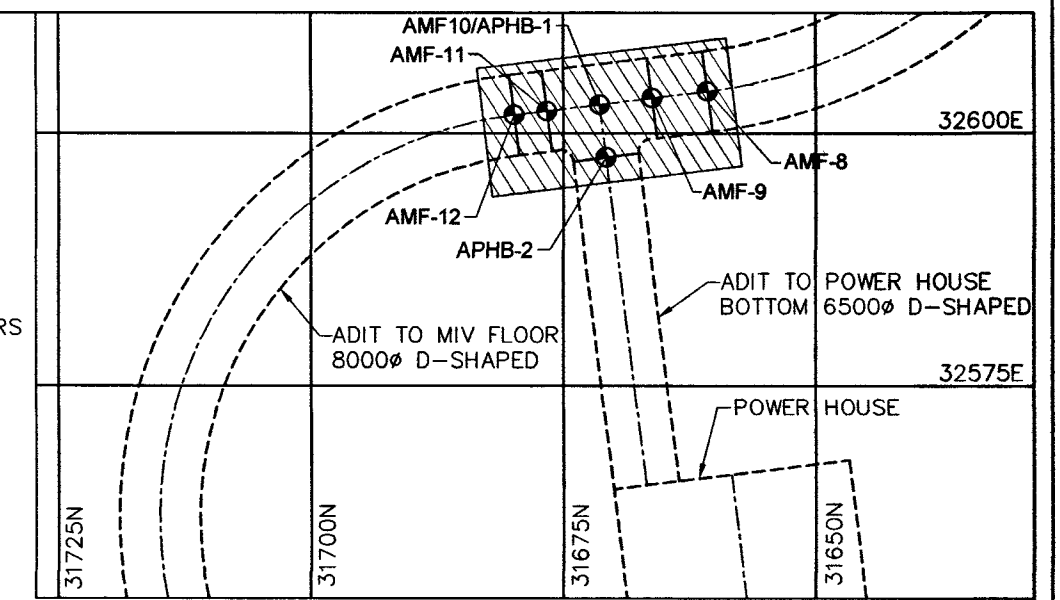 AMF10/APHB-1
AMF-11
32600E
AMF-8
AMF-9
AMF-12
APHB-2
ADIT TO POWER HOUSE
BOTTOM 6500ø D-SHAPED
RS
ADIT TO MIV FLOOR
8000ø D-SHAPED
32575E
POWER HOUSE
31725N
31700N
31675N
31650N